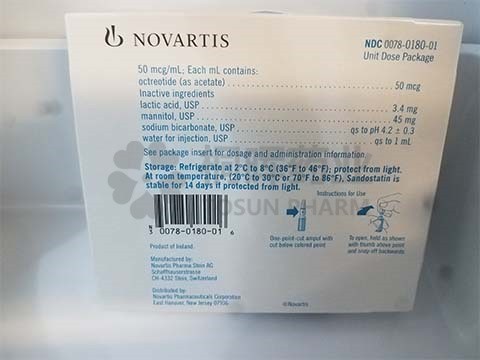 NOVARTIS
NDC 0078-0180-01
Unit Dose Package
50 mcg/mL; Each mL contains:
octreotide (as acetate) 50 mcg
Inactive ingredients
lactic acid, USP 3.4 mg
mannitol, USP 45 mg
sodium bicarbonate, USP qs to pH 4.2 ± 0.3
water for injection, USP qs to 1 mL
See package insert for dosage and administration information.
Storage: Refrigerate at 2°C to 8°C (36°F to 46°F); protect from light.
At room temperature, (20°C to 30°C or 70°F to 86°F), Sandostatin is
stable for 14 days if protected from light.
Instructions for Use
One-point-cut ampul with
cut below colored point
To open, hold as shown
with thumb above point
and snap off backwards
N
3 0078-0180-01 6
Product of Ireland.
Manufactured by:
Novartis Pharma Stein AG
Schaffhauserstrasse
CH-4332 Stein, Switzerland
Distributed by:
Novartis Pharmaceuticals Corporation
East Hanover, New Jersey 07936
©Novartis